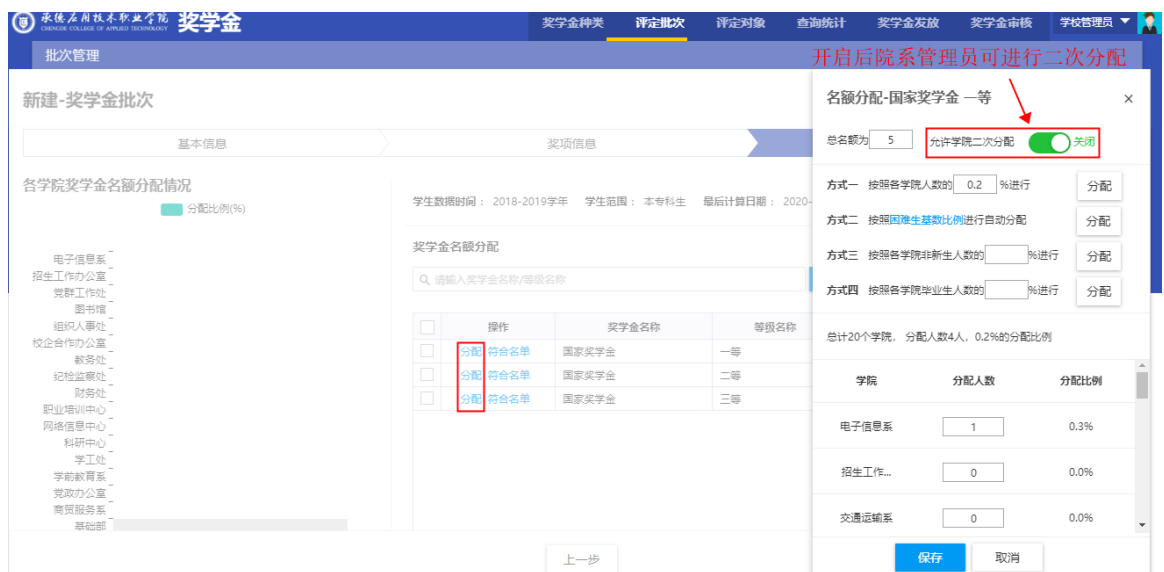 承德应用技术职业学院 奖学金
CHENGDE COLLEGE OF APPLIED TECHNOLOGY
奖学金种类 评定批次 评定对象 查询统计 奖学金发放 奖学金审核 学校管理员
批次管理
开启后院系管理员可进行二次分配
新建-奖学金批次
基本信息
奖项信息
各学院奖学金名额分配情况
分配比例(%)
电子信息系
招生工作办公室
党群工作处
图书馆
组织人事处
校企合作办公室
教务处
纪检监察处
财务处
职业培训中心
网络信息中心
科研中心
学工处
学前教育系
党政办公室
商贸服务系
基础部
学生数据时间： 2018-2019学年 学生范围： 本专科生 最后计算日期： 2020-
奖学金名额分配
请输入奖学金名称/等级名称
操作 奖学金名称 等级名称
分配 符合名单 国家奖学金 一等
分配 符合名单 国家奖学金 二等
分配 符合名单 国家奖学金 三等
上一步
名额分配-国家奖学金 一等 ×
总名额为 5 允许学院二次分配 关闭
方式一 按照各学院人数的 0.2 %进行 分配
方式二 按照困难生基数比例进行自动分配 分配
方式三 按照各学院非新生人数的 %进行 分配
方式四 按照各学院毕业生人数的 %进行 分配
总计20个学院, 分配人数4人, 0.2%的分配比例
学院 分配人数 分配比例
电子信息系 1 0.3%
招生工作... 0 0.0%
交通运输系 0 0.0%
保存 取消